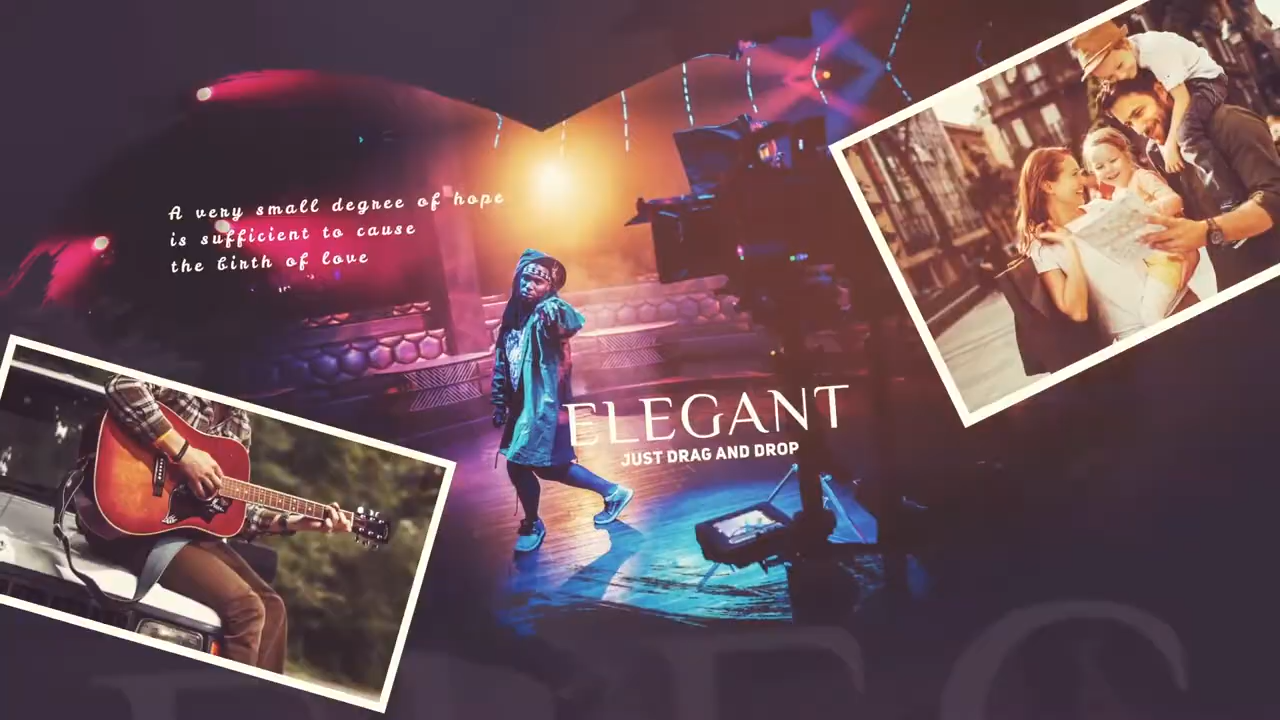 A very small degree of hope
is sufficient to cause
the birth of love
ELEGANT
JUST DRAG AND DROP